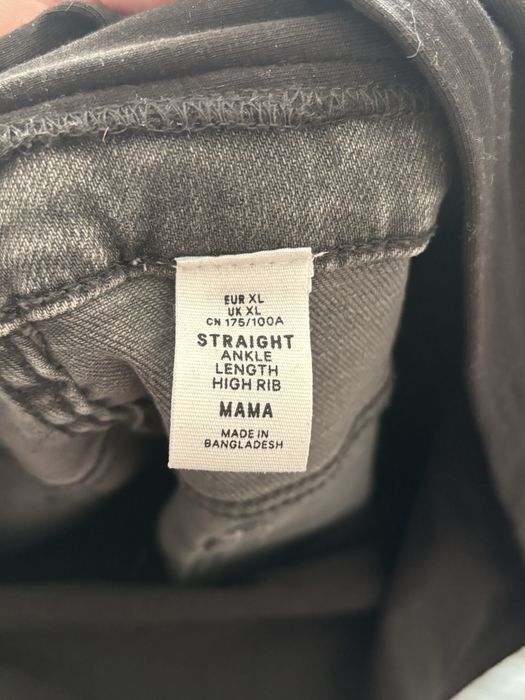 EUR XL
UK XL
CN 175/100A
STRAIGHT
ANKLE
LENGTH
HIGH RIB
MAMA
MADE IN
BANGLADESH